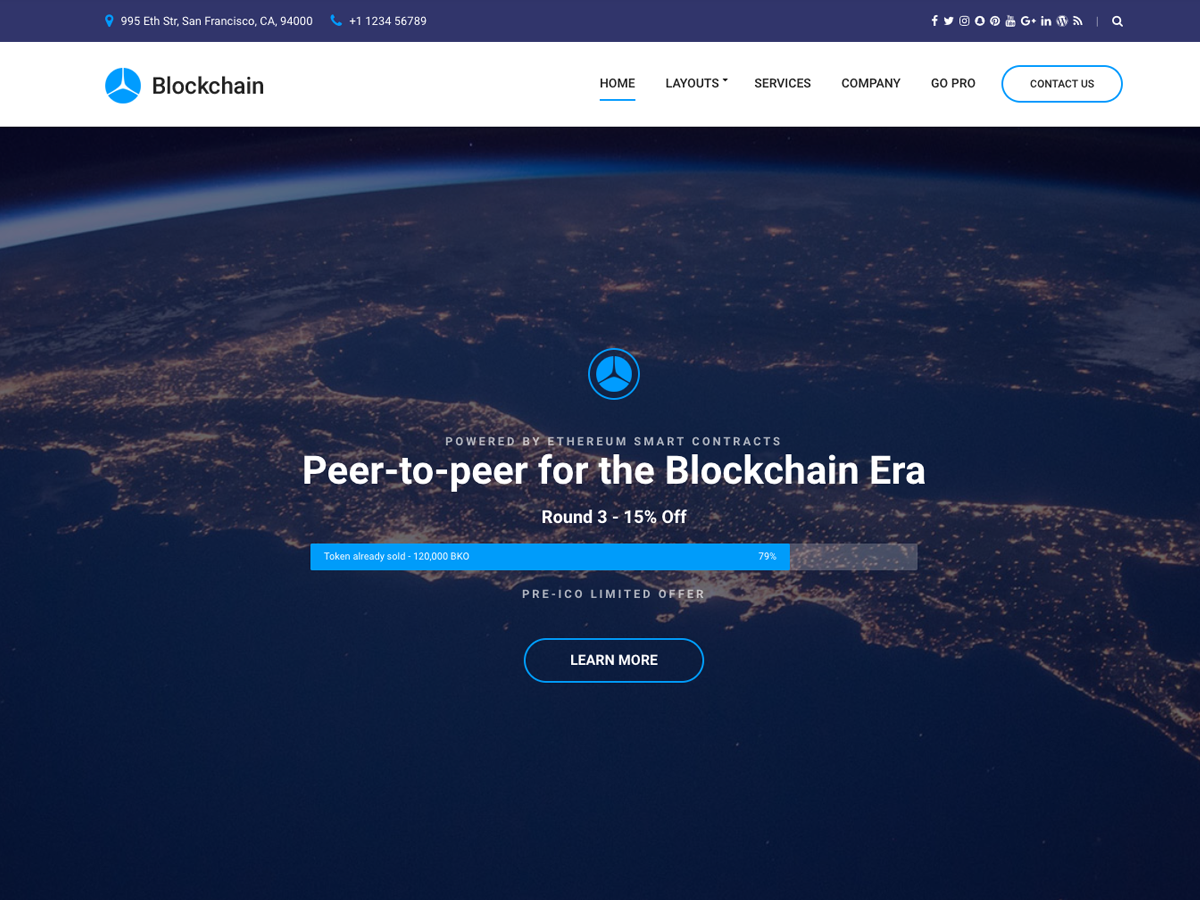 995 Eth Str, San Francisco, CA, 94000 +1 1234 56789
Blockchain
HOME LAYOUTS SERVICES COMPANY GO PRO CONTACT US
POWERED BY ETHEREUM SMART CONTRACTS
Peer-to-peer for the Blockchain Era
Round 3 - 15% Off
Token already sold - 120,000 BKO 79%
PRE-ICO LIMITED OFFER
LEARN MORE